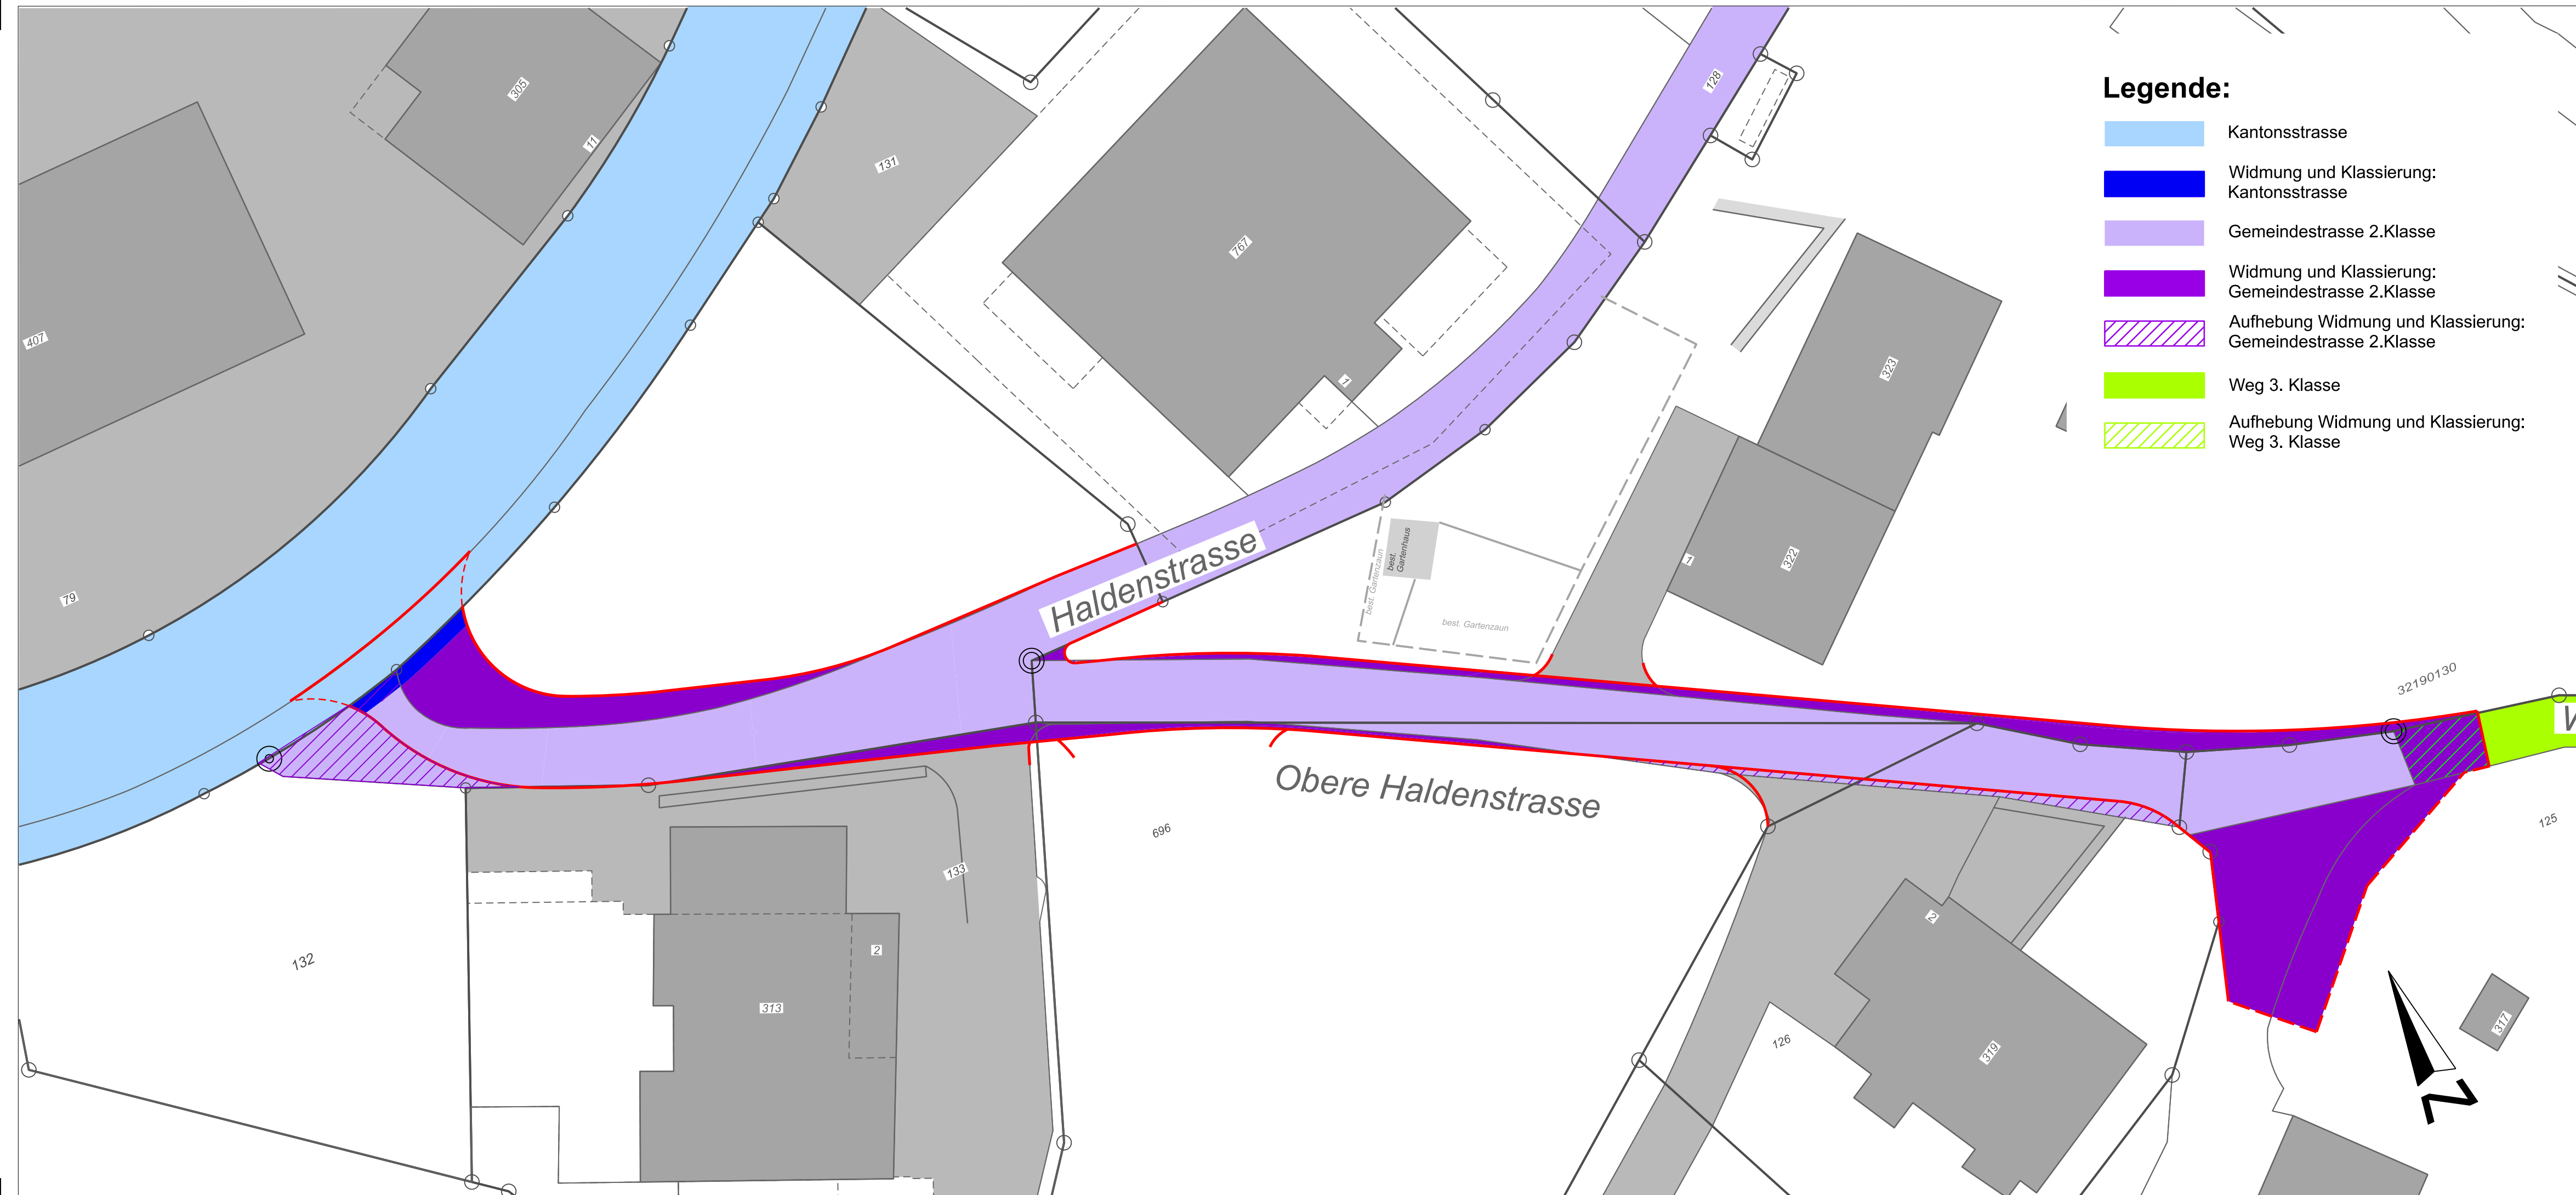 Legende:
Kantonsstrasse
Widmung und Klassierung:
Kantonsstrasse
Gemeindestrasse 2.Klasse
Widmung und Klassierung:
Gemeindestrasse 2.Klasse
Aufhebung Widmung und Klassierung:
Gemeindestrasse 2.Klasse
Weg 3. Klasse
Aufhebung Widmung und Klassierung:
Weg 3. Klasse
305
11
131
128
767
407
1
323
79
Haldenstrasse
best.
Gartenhaus
best. Gartenzaun
best. Gartenzaun
1
322
32190130
Obere Haldenstrasse
696
125
133
132
2
2
313
126
319
317
N